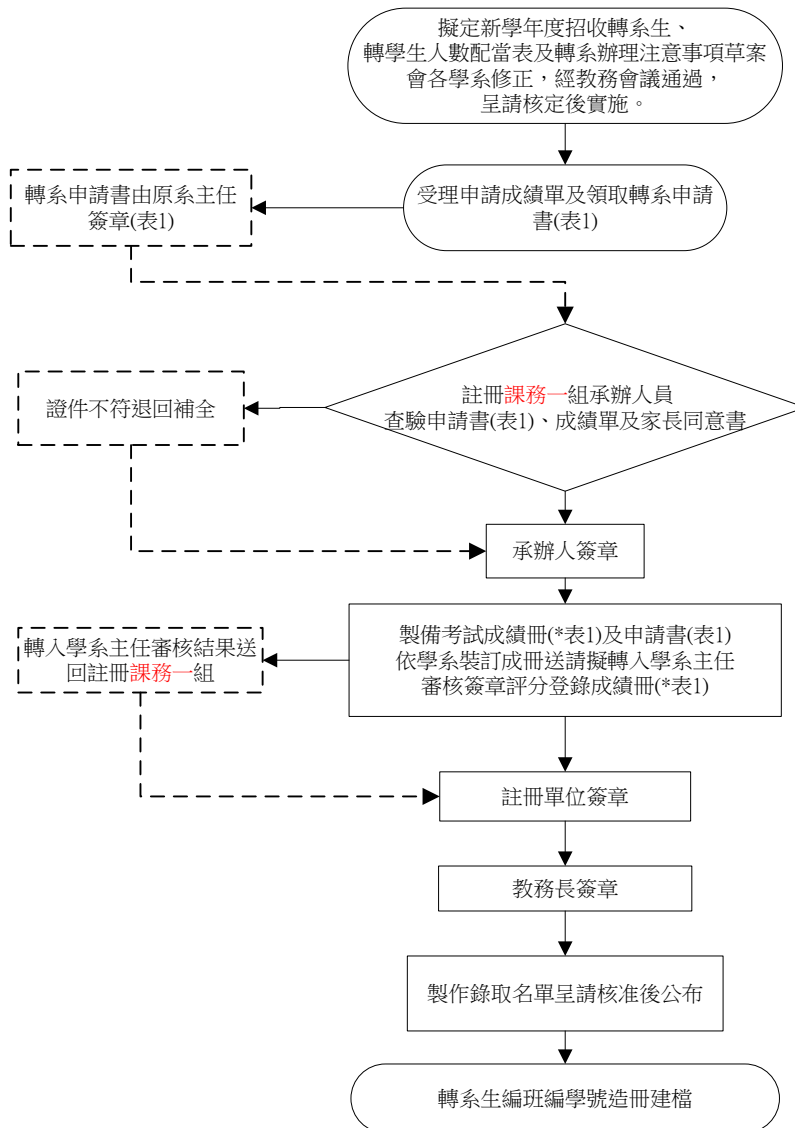 擬定新學年度招收轉系生、
轉學生人數配當表及轉系辦理注意事項草案
會各學系修正，經教務會議通過，
呈請核定後實施。
轉系申請書由原系主任
簽章(表1)
受理申請成績單及領取轉系申請
書(表1)
證件不符退回補全
註冊課務一組承辦人員
查驗申請書(表1)、成績單及家長同意書
承辦人簽章
轉入學系主任審核結果送
回註冊課務一組
製備考試成績冊(*表1)及申請書(表1)
依學系裝訂成冊送請擬轉入學系主任
審核簽章評分登錄成績冊(*表1)
註冊單位簽章
教務長簽章
製作錄取名單呈請核准後公布
轉系生編班編學號造冊建檔